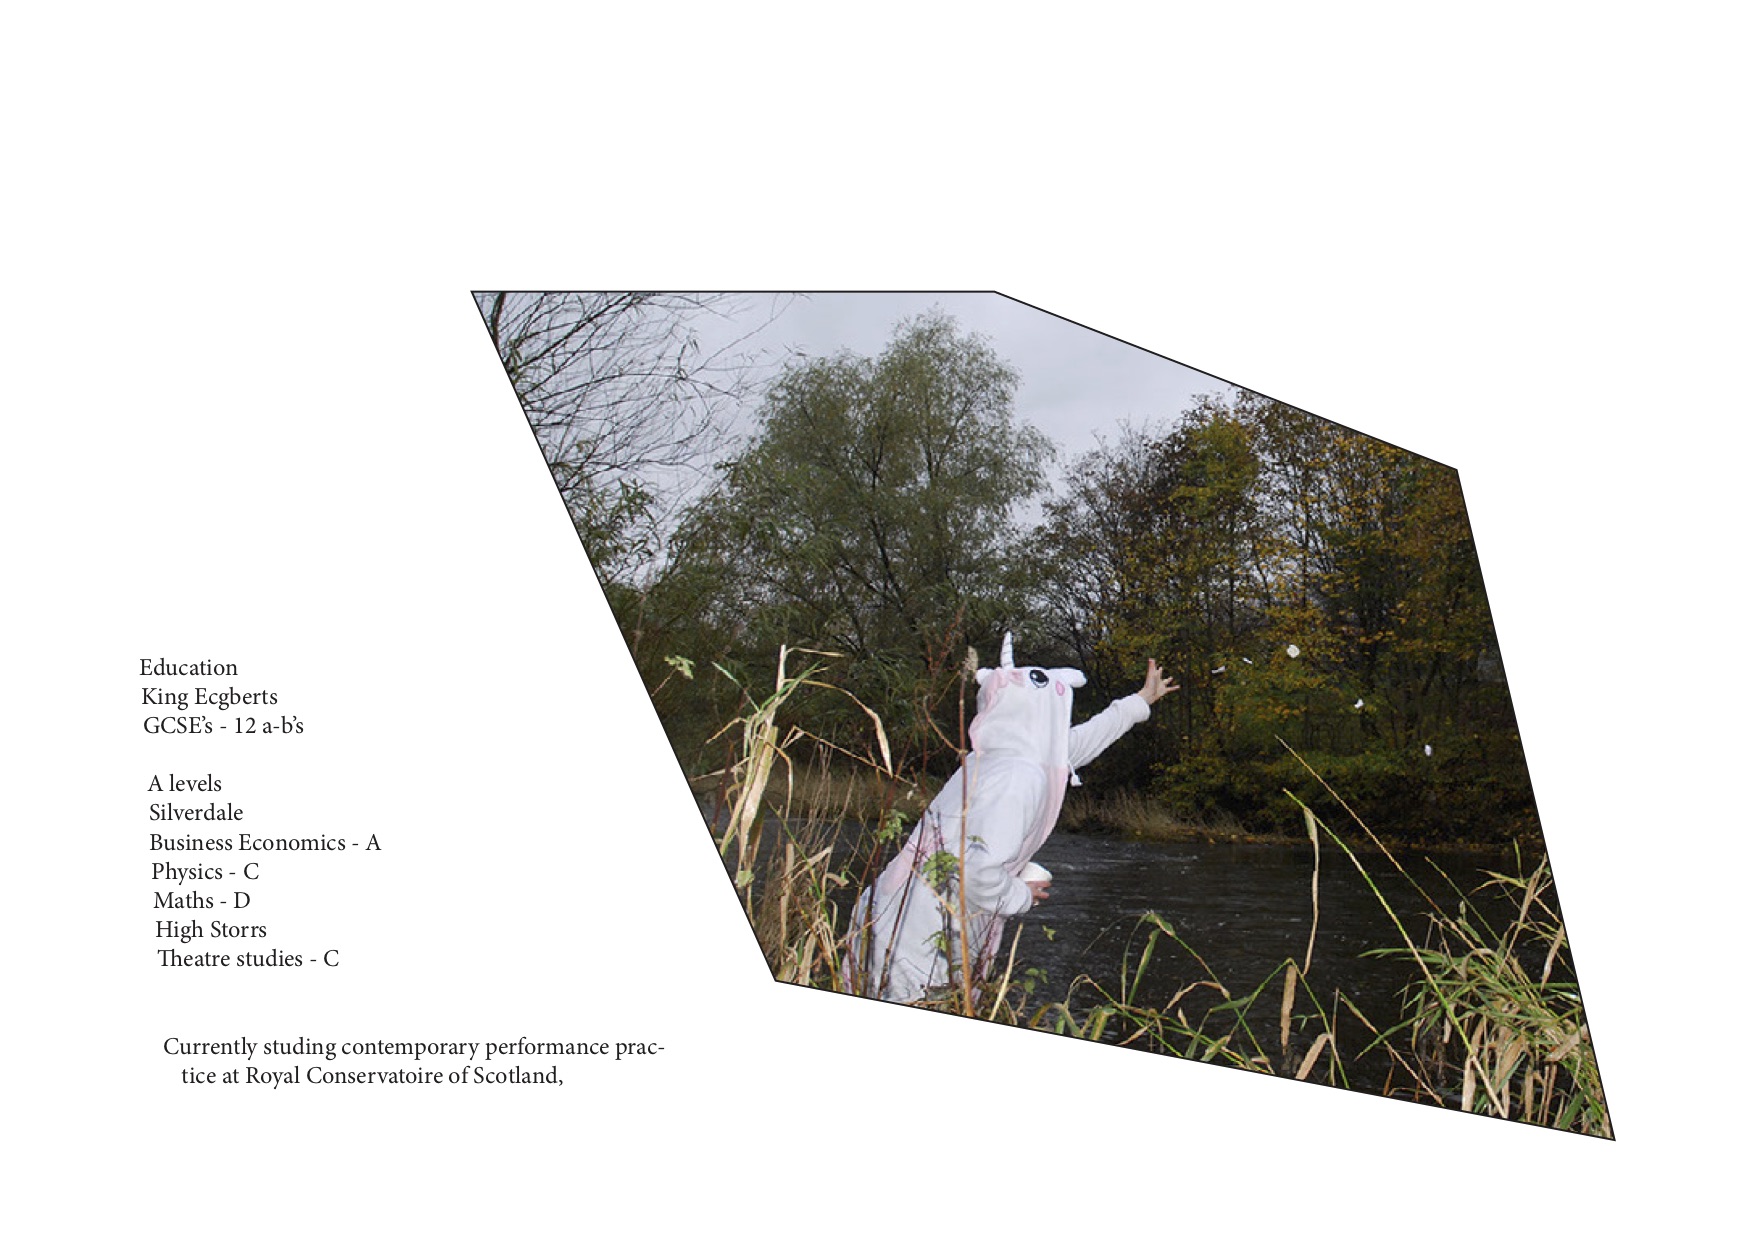 Education
King Ecgberts
GCSE’s - 12 a-b’s
A levels
Silverdale
Business Economics - A
Physics - C
Maths - D
High Storrs
Theatre studies - C
Currently studing contemporary performance prac-
tice at Royal Conservatoire of Scotland,